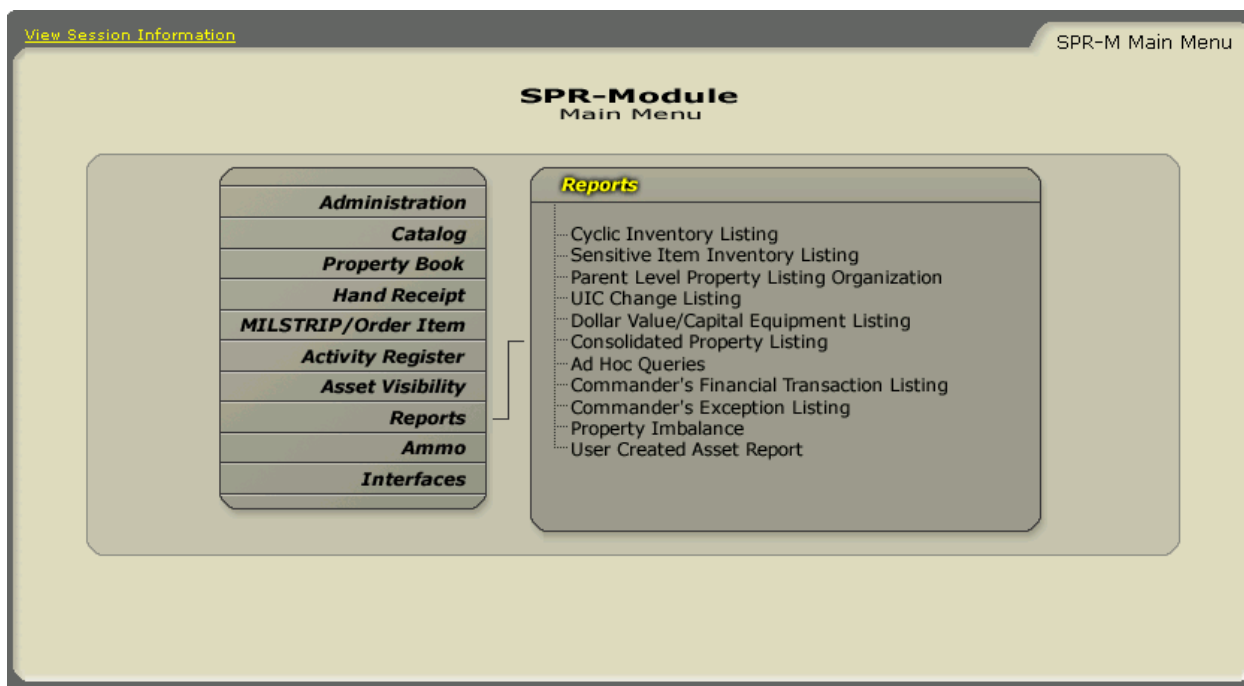 View Session Information
SPR-M Main Menu
SPR-Module
Main Menu
Administration
Catalog
Property Book
Hand Receipt
MILSTRIP/Order Item
Activity Register
Asset Visibility
Reports
Ammo
Interfaces
Reports
Cyclic Inventory Listing
Sensitive Item Inventory Listing
Parent Level Property Listing Organization
UIC Change Listing
Dollar Value/Capital Equipment Listing
Consolidated Property Listing
Ad Hoc Queries
Commander's Financial Transaction Listing
Commander's Exception Listing
Property Imbalance
User Created Asset Report